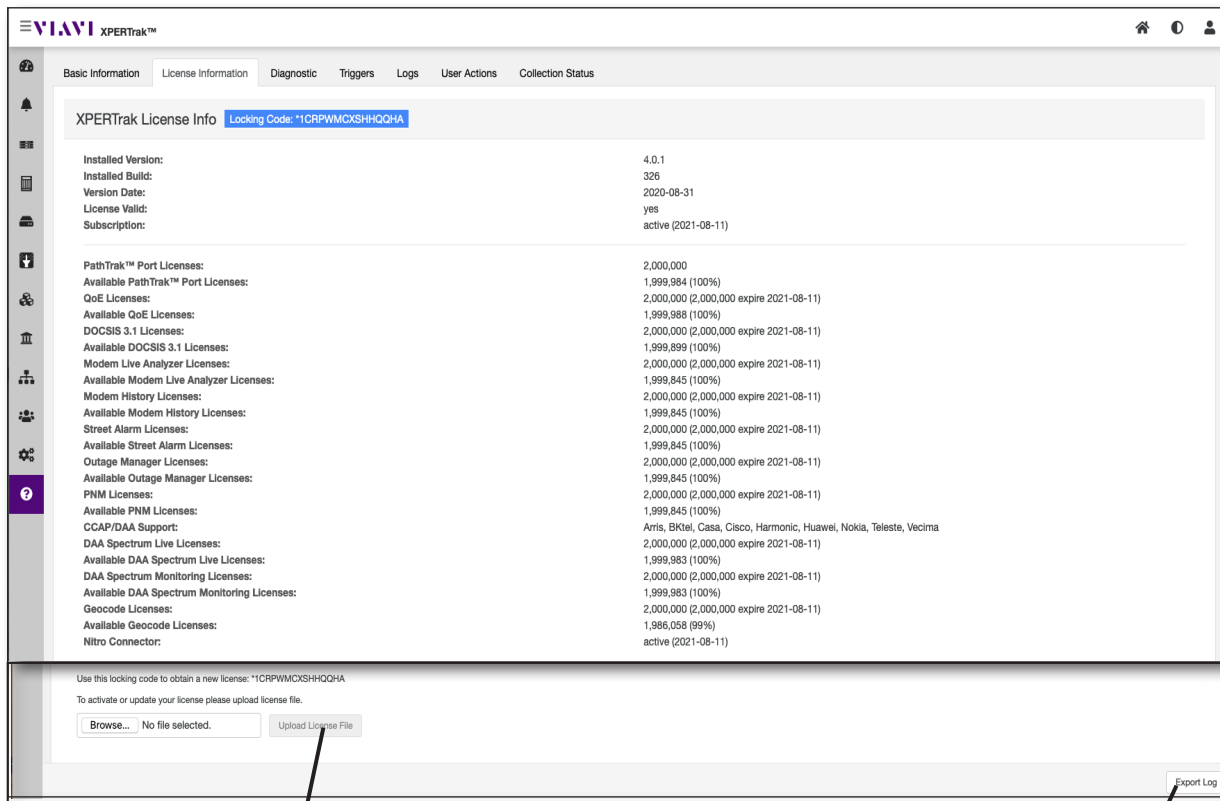 VIAVI XPERTrak™
Basic Information License Information Diagnostic Triggers Logs User Actions Collection Status
XPERTrak License Info Locking Code: *1CRPWMCXSHHQQHA
Installed Version: 4.0.1
Installed Build: 326
Version Date: 2020-08-31
License Valid: yes
Subscription: active (2021-08-11)
PathTrak™ Port Licenses: 2,000,000
Available PathTrak™ Port Licenses: 1,999,984 (100%)
QoE Licenses: 2,000,000 (2,000,000 expire 2021-08-11)
Available QoE Licenses: 1,999,988 (100%)
DOCSIS 3.1 Licenses: 2,000,000 (2,000,000 expire 2021-08-11)
Available DOCSIS 3.1 Licenses: 1,999,899 (100%)
Modem Live Analyzer Licenses: 2,000,000 (2,000,000 expire 2021-08-11)
Available Modem Live Analyzer Licenses: 1,999,845 (100%)
Modem History Licenses: 2,000,000 (2,000,000 expire 2021-08-11)
Available Modem History Licenses: 1,999,845 (100%)
Street Alarm Licenses: 2,000,000 (2,000,000 expire 2021-08-11)
Available Street Alarm Licenses: 1,999,845 (100%)
Outage Manager Licenses: 2,000,000 (2,000,000 expire 2021-08-11)
Available Outage Manager Licenses: 1,999,845 (100%)
PNM Licenses: 2,000,000 (2,000,000 expire 2021-08-11)
Available PNM Licenses: 1,999,845 (100%)
CCAP/DAA Support: Arris, BKtel, Casa, Cisco, Harmonic, Huawei, Nokia, Teleste, Vecima
DAA Spectrum Live Licenses: 2,000,000 (2,000,000 expire 2021-08-11)
Available DAA Spectrum Live Licenses: 1,999,983 (100%)
DAA Spectrum Monitoring Licenses: 2,000,000 (2,000,000 expire 2021-08-11)
Available DAA Spectrum Monitoring Licenses: 1,999,983 (100%)
Geocode Licenses: 2,000,000 (2,000,000 expire 2021-08-11)
Available Geocode Licenses: 1,986,058 (99%)
Nitro Connector: active (2021-08-11)
Use this locking code to obtain a new license: *1CRPWMCXSHHQQHA
To activate or update your license please upload license file.
Browse... No file selected. Upload License File
Export Log